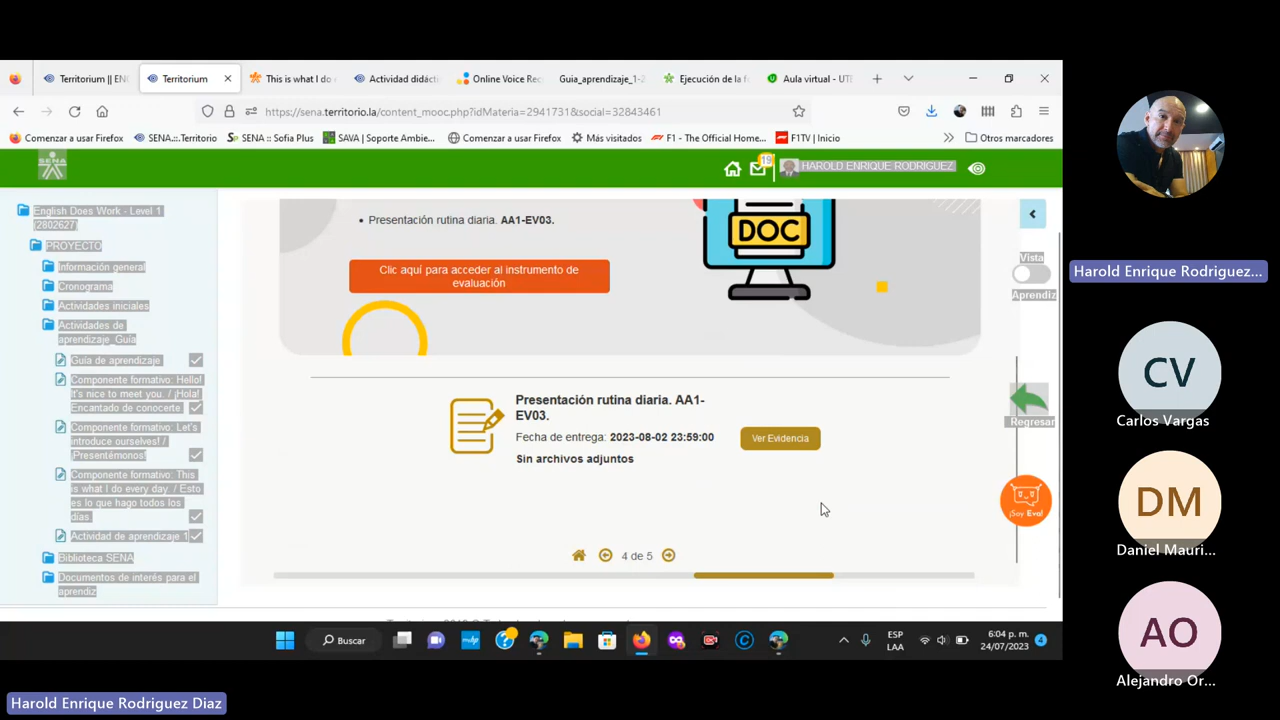 Territorium || EN
Territorium
This is what I do e
Actividad didác
Online Voice Rec
Guia_aprendizaje_1-2
Ejecución de la f
Aula virtual - UTS
https://sena.territorio.la/content_mooc.php?idMateria=2941731&social=32843461
Comenzar a usar Firefox
SENA.::.Territorio
SENA :: Sofia Plus
SAVA | Soporte Ambie...
Comenzar a usar Firefox
Más visitados
F1 - The Official Home...
F1TV | Inicio
Otros marcadores
SENA
19
HAROLD ENRIQUE RODRIGUEZ
English Does Work - Level 1
(2802627)
PROYECTO
Información general
Cronograma
Actividades iniciales
Actividades de
aprendizaje_Guía
Guía de aprendizaje
Componente formativo: Hello!
It's nice to meet you. / ¡Hola!
Encantado de conocerte
Componente formativo: Let's
introduce ourselves! /
¡Presentémonos!
Componente formativo: This
is what I do every day. / Esto
es lo que hago todos los
días
Actividad de aprendizaje 1
Biblioteca SENA
Documentos de interés para el
aprendiz
• Presentación rutina diaria. AA1-EV03.
Clic aquí para acceder al instrumento de
evaluación
DOC
Presentación rutina diaria. AA1-
EV03.
Fecha de entrega: 2023-08-02 23:59:00
Sin archivos adjuntos
Ver Evidencia
4 de 5
Vista
Aprendiz
Regresar
¡Soy Eva!
Buscar
ESP
LAA
6:04 p. m.
24/07/2023
4
Harold Enrique Rodriguez...
CV
Carlos Vargas
DM
Daniel Mauri...
AO
Alejandro Or...
Harold Enrique Rodriguez Diaz